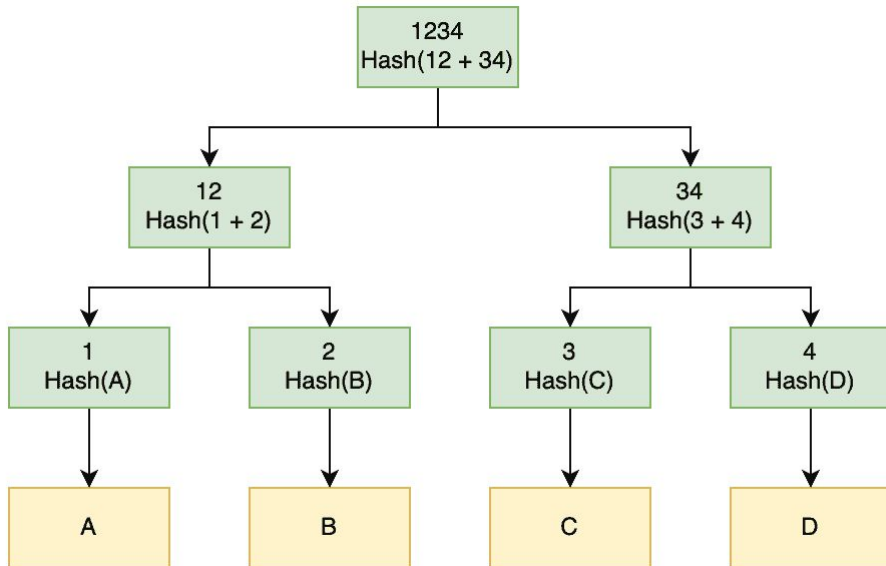 1234
Hash(12 + 34)
12
Hash(1 + 2)
34
Hash(3 + 4)
1
Hash(A)
2
Hash(B)
3
Hash(C)
4
Hash(D)
A
B
C
D